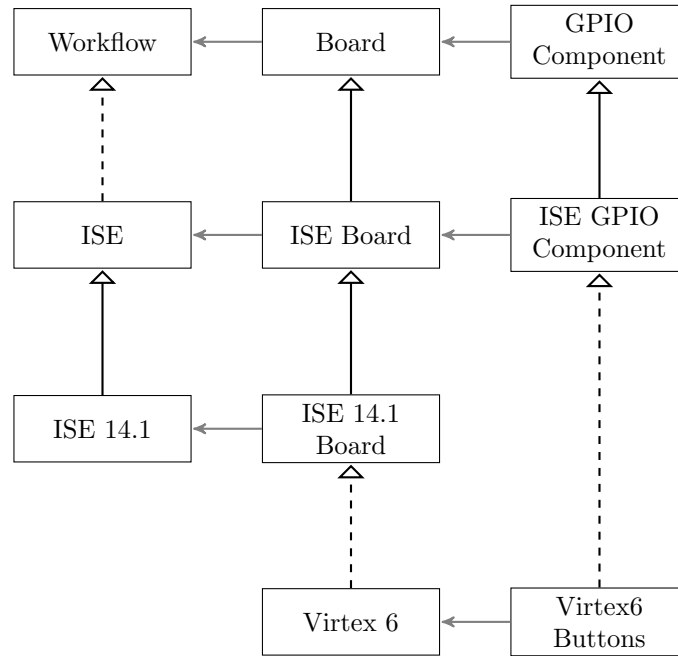 Workflow
Board
GPIO
Component
ISE
ISE Board
ISE GPIO
Component
ISE 14.1
ISE 14.1
Board
Virtex 6
Virtex6
Buttons